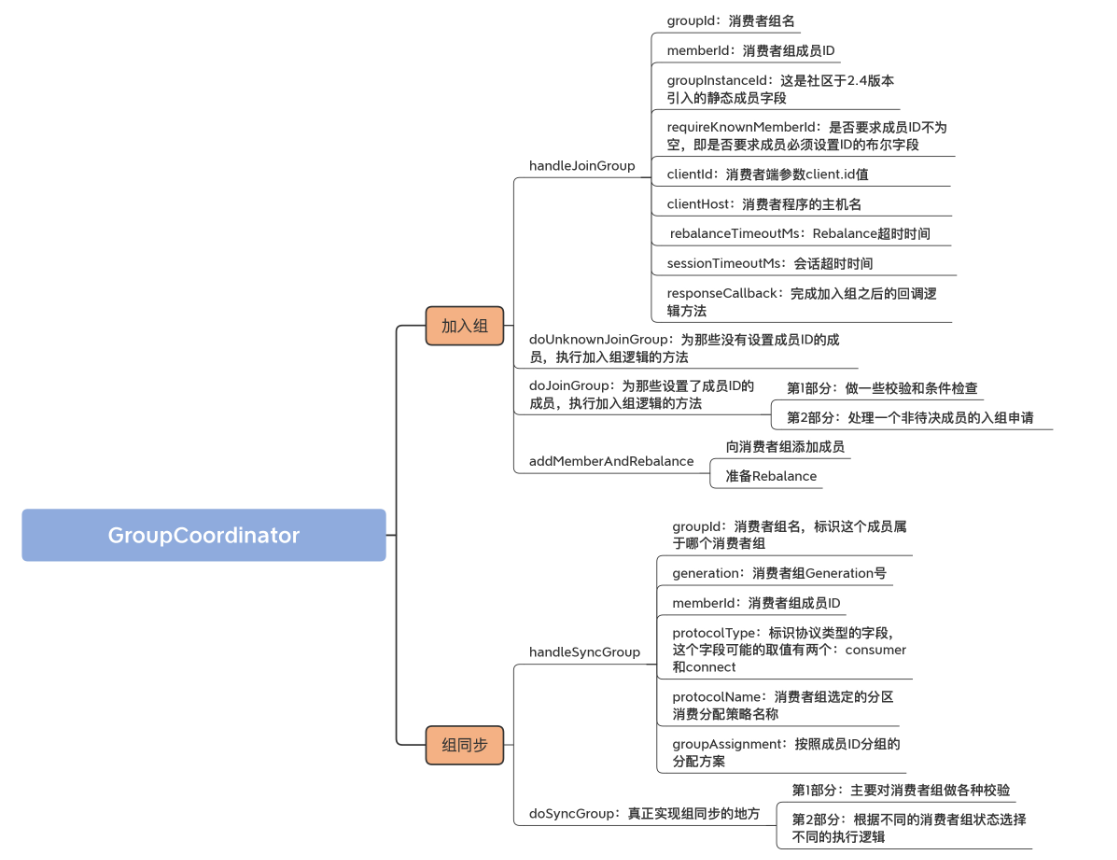 GroupCoordinator
加入组
handleJoinGroup
groupId：消费者组名
memberId：消费者组成员ID
groupInstanceId：这是社区于2.4版本
引入的静态成员字段
requireKnownMemberId：是否要求成员ID不为
空，即是否要求成员必须设置ID的布尔字段
clientId：消费者端参数client.id值
clientHost：消费者程序的主机名
rebalanceTimeoutMs：Rebalance超时时间
sessionTimeoutMs：会话超时时间
responseCallback：完成加入组之后的回调逻
辑方法
doUnknownJoinGroup：为那些没有设置成员ID的成
员，执行加入组逻辑的方法
doJoinGroup：为那些设置了成员ID的
成员，执行加入组逻辑的方法
第1部分：做一些校验和条件检查
第2部分：处理一个非待决成员的入组申请
addMemberAndRebalance
向消费者组添加成员
准备Rebalance
组同步
handleSyncGroup
groupId：消费者组名，标识这个成员属
于哪个消费者组
generation：消费者组Generation号
memberId：消费者组成员ID
protocolType：标识协议类型的字段，
这个字段可能的取值有两个：consumer
和connect
protocolName：消费者组选定的分区
消费分配策略名称
groupAssignment：按照成员ID分组的
分配方案
doSyncGroup：真正实现组同步的地方
第1部分：主要对消费者组做各种校验
第2部分：根据不同的消费者组状态选择
不同的执行逻辑